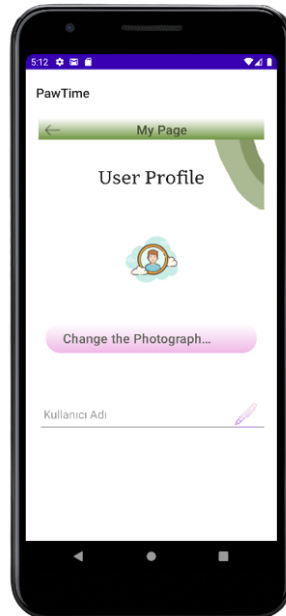 5:12
PawTime
My Page
User Profile
Change the Photograph...
Kullanıcı Adı